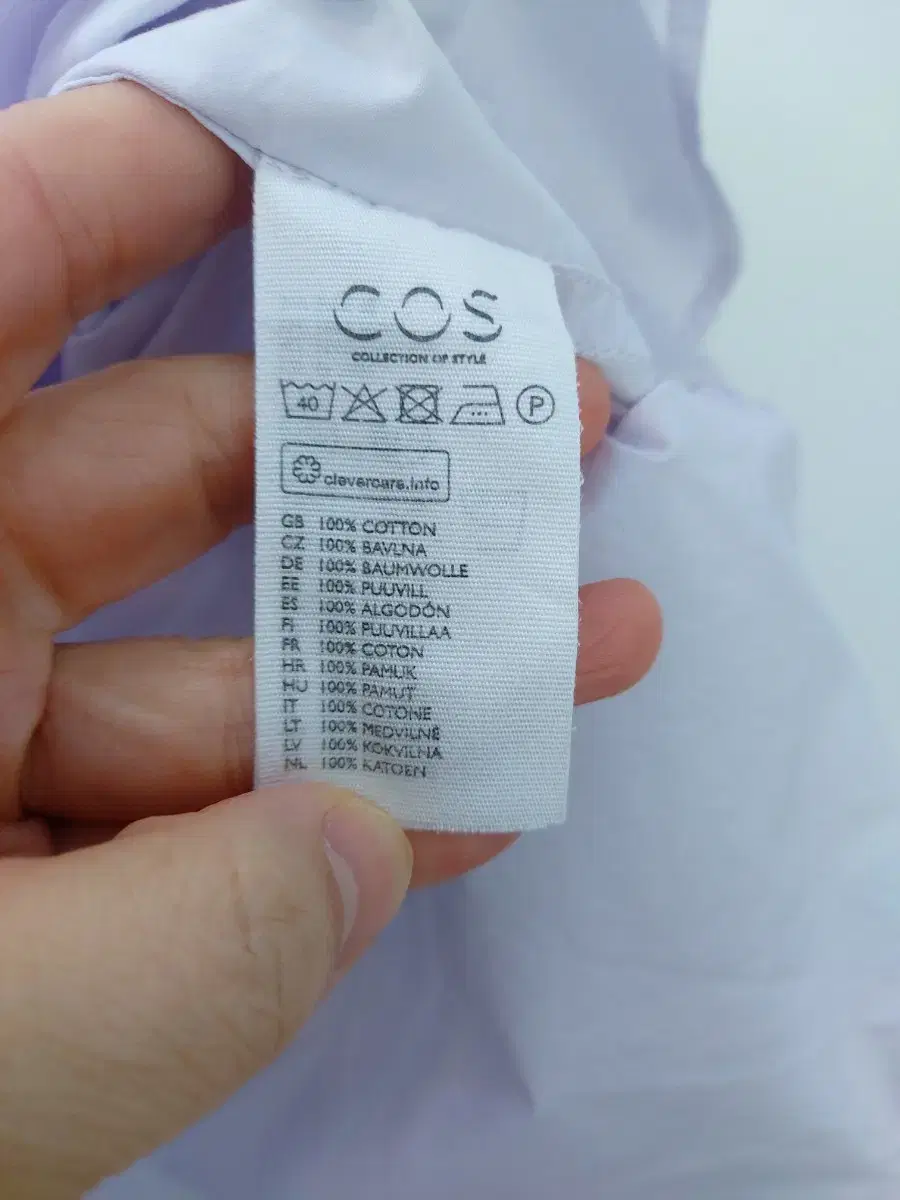 COS
COLLECTION OF STYLE
40 P
clevercare.info
GB 100% COTTON
CZ 100% BAVLNA
DE 100% BAUMWOLLE
EE 100% PUUVILL
ES 100% ALGODÓN
FI 100% PUUVILLAA
FR 100% COTON
HR 100% PAMUK
HU 100% PAMUT
IT 100% COTONE
LT 100% MEDVILNĖ
LV 100% KOKVILNA
NL 100% KATOEN